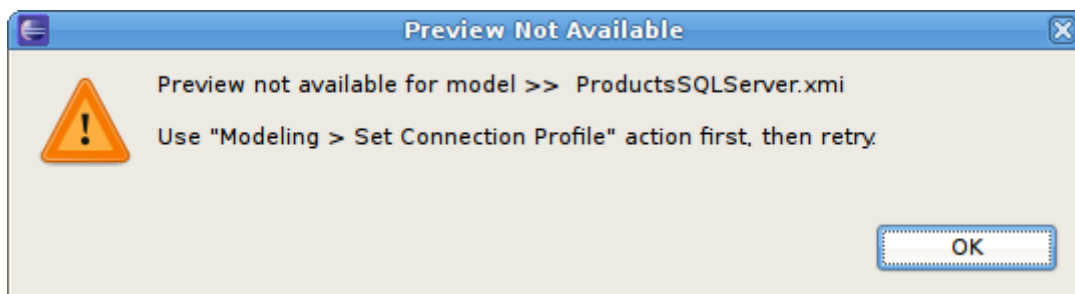 Preview Not Available
Preview not available for model >> ProductsSQLServer.xmi
Use "Modeling > Set Connection Profile" action first, then retry.
OK